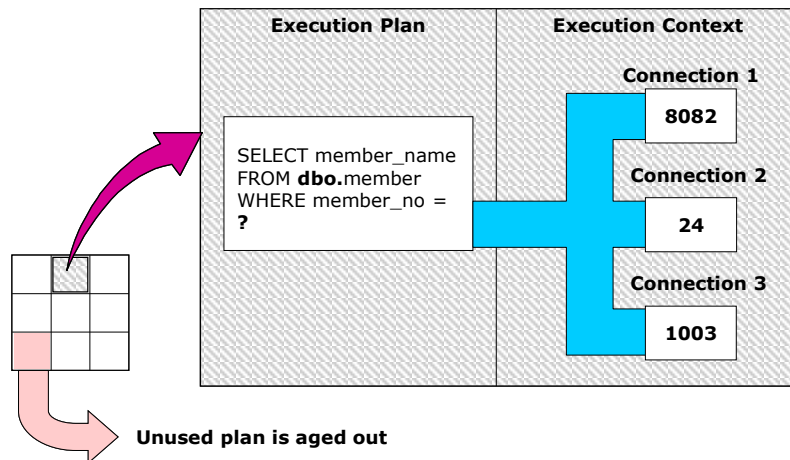 Execution Plan
Execution Context
Connection 1
8082
SELECT member_name
FROM dbo.member
WHERE member_no =
?
Connection 2
24
Connection 3
1003
Unused plan is aged out